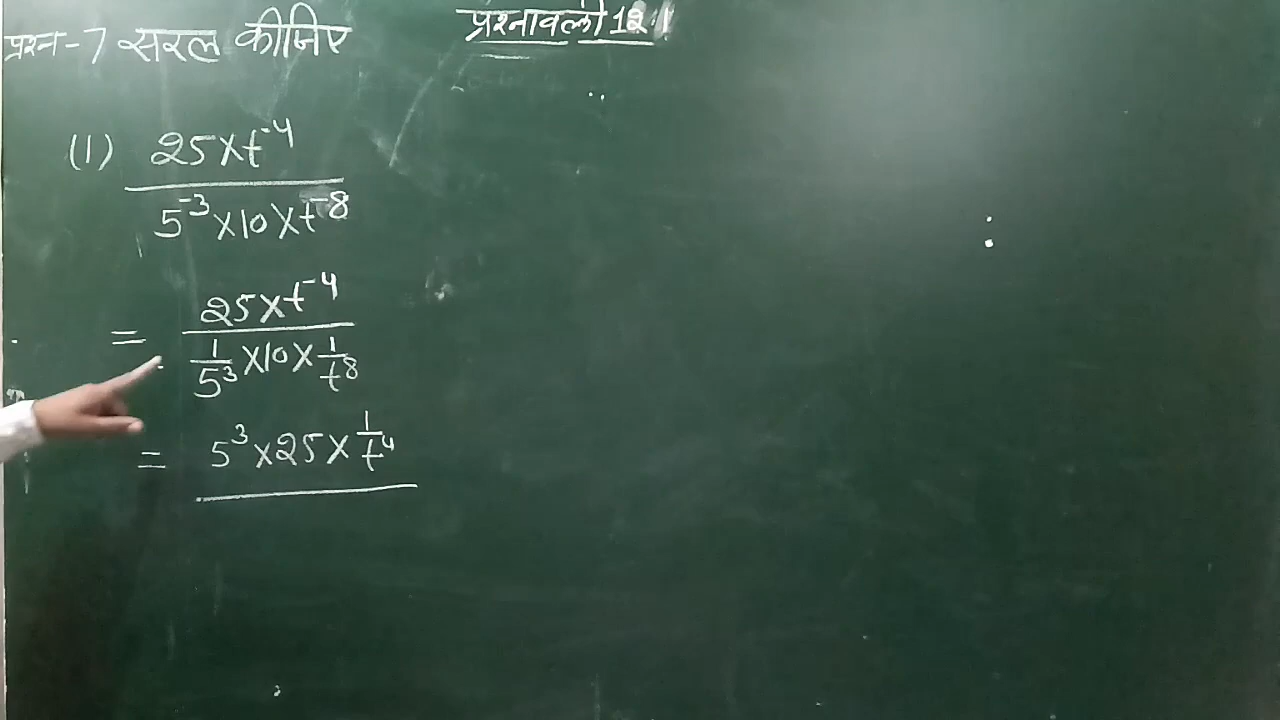 प्रश्नावली 12.1
प्रश्न-7 सरल कीजिए
(1) 25×t⁻⁴
5⁻³×10×t⁻⁸
= 25×t⁻⁴
1/5³ ×10× 1/t⁸
= 5³×25× 1/t⁴